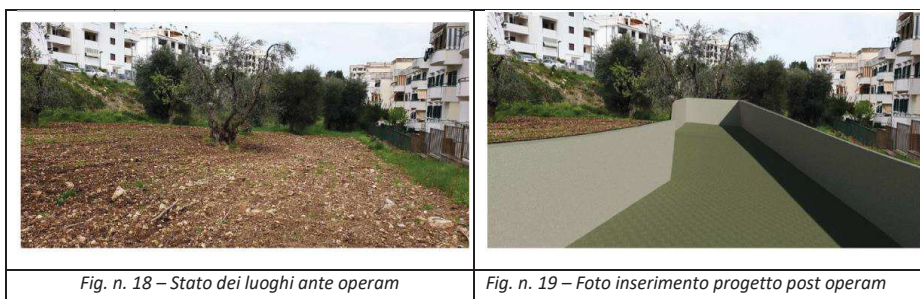 Fig. n. 18 – Stato dei luoghi ante operam
Fig. n. 19 – Foto inserimento progetto post operam